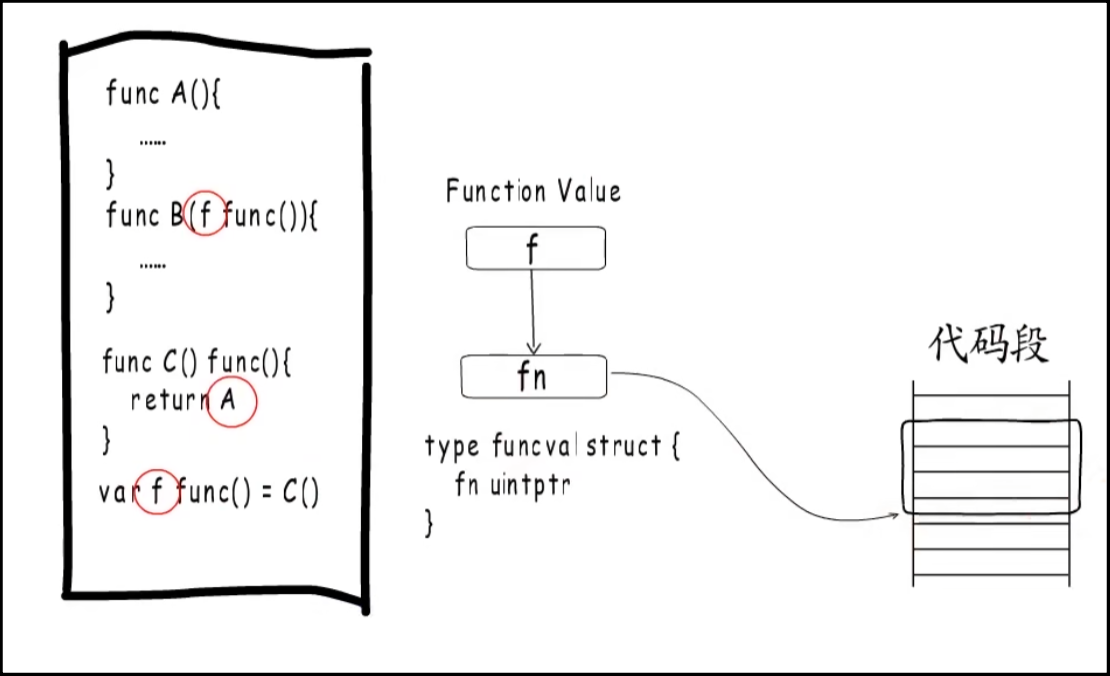 func A(){
......
}
func B(f func()){
......
}
func C() func(){
return A
}
var f func() = C()
Function Value
f
fn
type funcval struct {
fn uintptr
}
代码段